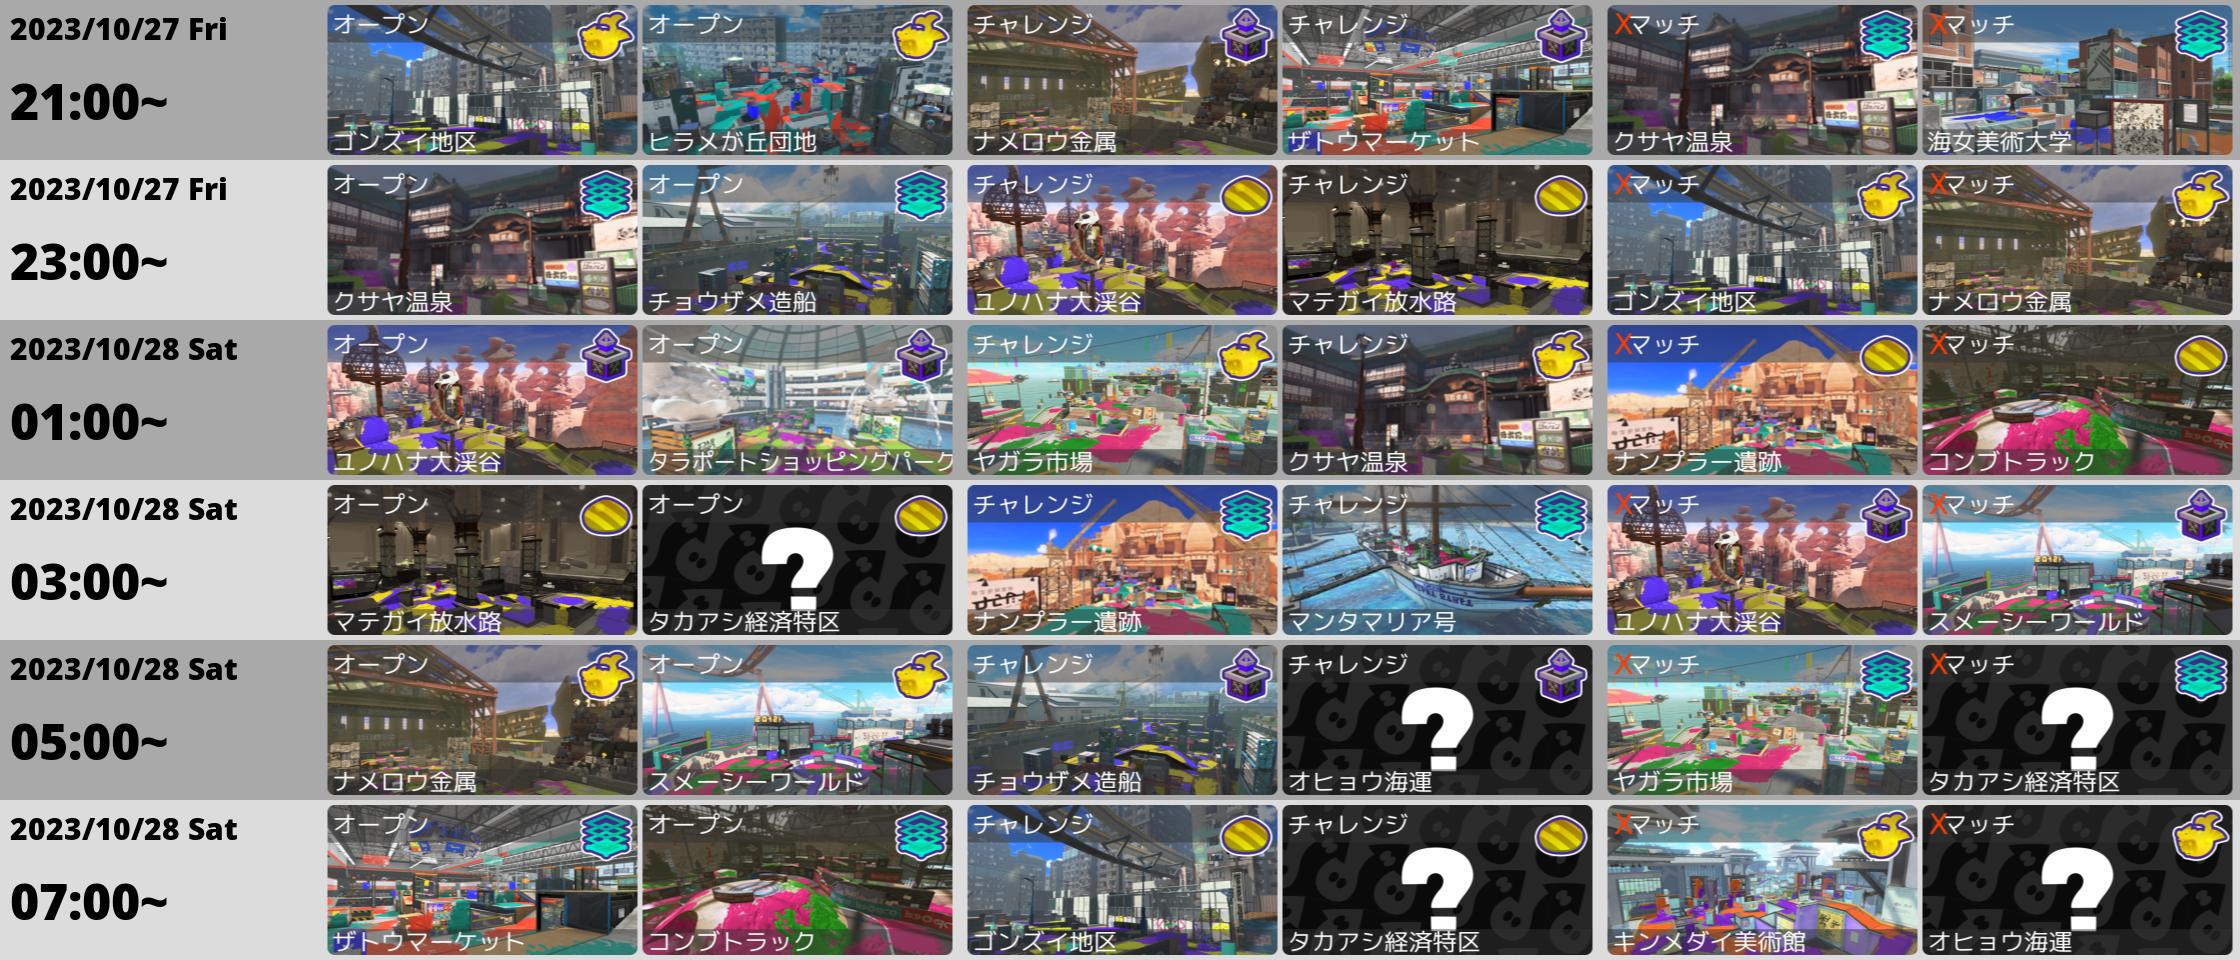 2023/10/27 Fri
21:00~
オープン
ゴンズイ地区
オープン
ヒラメが丘団地
チャレンジ
ナメロウ金属
チャレンジ
ザトウマーケット
Xマッチ
クサヤ温泉
Xマッチ
海女美術大学
2023/10/27 Fri
23:00~
オープン
クサヤ温泉
オープン
チョウザメ造船
チャレンジ
ユノハナ大渓谷
チャレンジ
マテガイ放水路
Xマッチ
ゴンズイ地区
Xマッチ
ナメロウ金属
2023/10/28 Sat
01:00~
オープン
ユノハナ大渓谷
オープン
タラポートショッピングパーク
チャレンジ
ヤガラ市場
チャレンジ
クサヤ温泉
Xマッチ
ナンプラー遺跡
Xマッチ
コンブトラック
2023/10/28 Sat
03:00~
オープン
マテガイ放水路
オープン
?
タカアシ経済特区
チャレンジ
ナンプラー遺跡
チャレンジ
マンタマリア号
Xマッチ
ユノハナ大渓谷
Xマッチ
スメーシーワールド
2023/10/28 Sat
05:00~
オープン
ナメロウ金属
オープン
スメーシーワールド
チャレンジ
チョウザメ造船
チャレンジ
?
オヒョウ海運
Xマッチ
ヤガラ市場
Xマッチ
?
タカアシ経済特区
2023/10/28 Sat
07:00~
オープン
ザトウマーケット
オープン
コンブトラック
チャレンジ
ゴンズイ地区
チャレンジ
?
タカアシ経済特区
Xマッチ
キンメダイ美術館
Xマッチ
?
オヒョウ海運